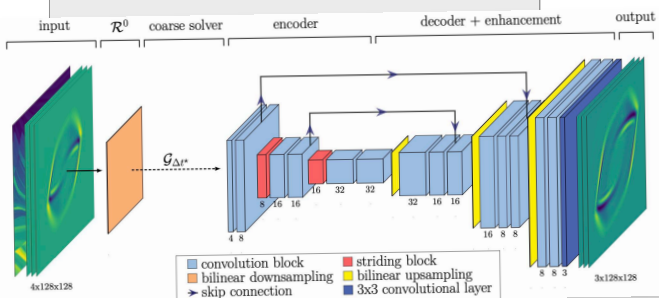 input
𝓡⁰
coarse solver
encoder
decoder + enhancement
output
𝒢Δt*
4x128x128
4 8
8 16 16
16 32 32
32 16 16
16 8 8
8 8 3
3x128x128
convolution block
striding block
bilinear downsampling
bilinear upsampling
skip connection
3x3 convolutional layer